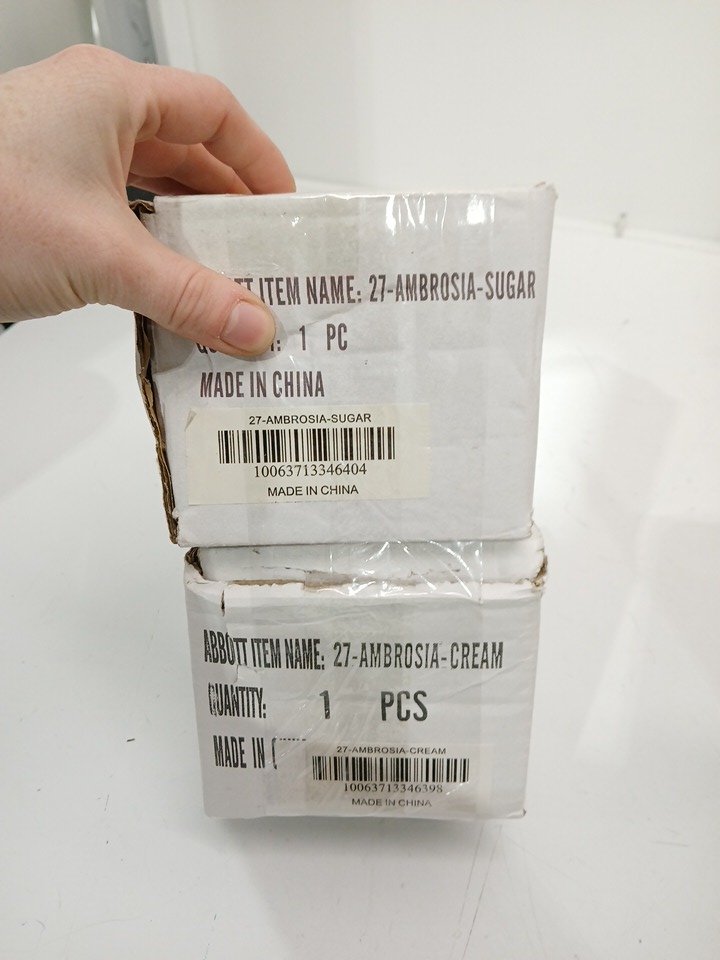 ITEM NAME: 27-AMBROSIA-SUGAR
1 PC
MADE IN CHINA
27-AMBROSIA-SUGAR
10063713346404
MADE IN CHINA
ABBOTT ITEM NAME: 27-AMBROSIA-CREAM
QUANTITY: 1 PCS
MADE IN
27-AMBROSIA-CREAM
10063713346398
MADE IN CHINA